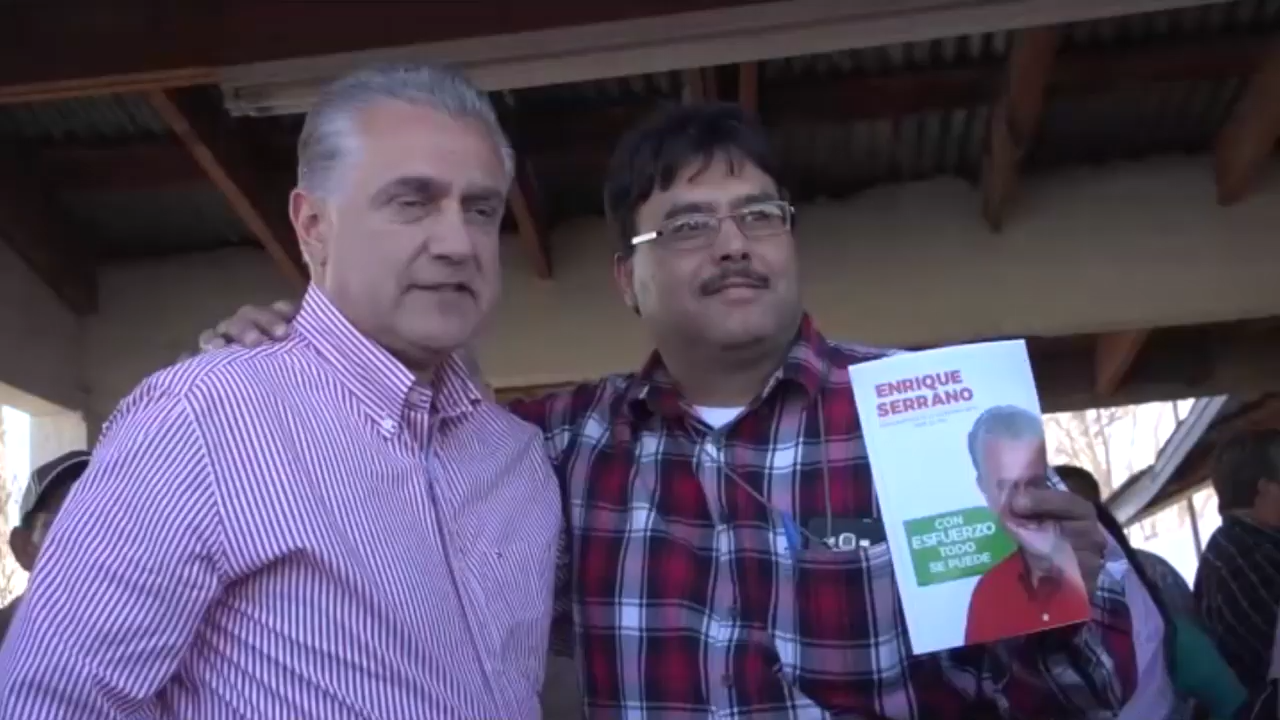 ENRIQUE
SERRANO
CON
ESFUERZO
TODO
SE PUEDE